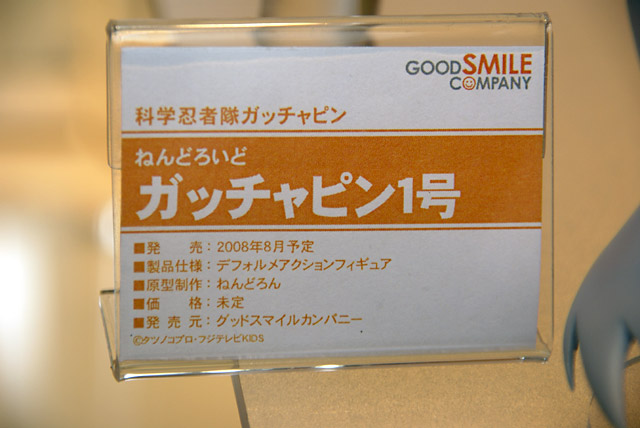 GOODSMILE
COMPANY
科学忍者隊ガッチャピン
ねんどろいど
ガッチャピン1号
■発　売：2008年8月予定
■製品仕様：デフォルメアクションフィギュア
■原型制作：ねんどろん
■価　格：未定
■発売元：グッドスマイルカンパニー
©タツノコプロ・フジテレビKIDS